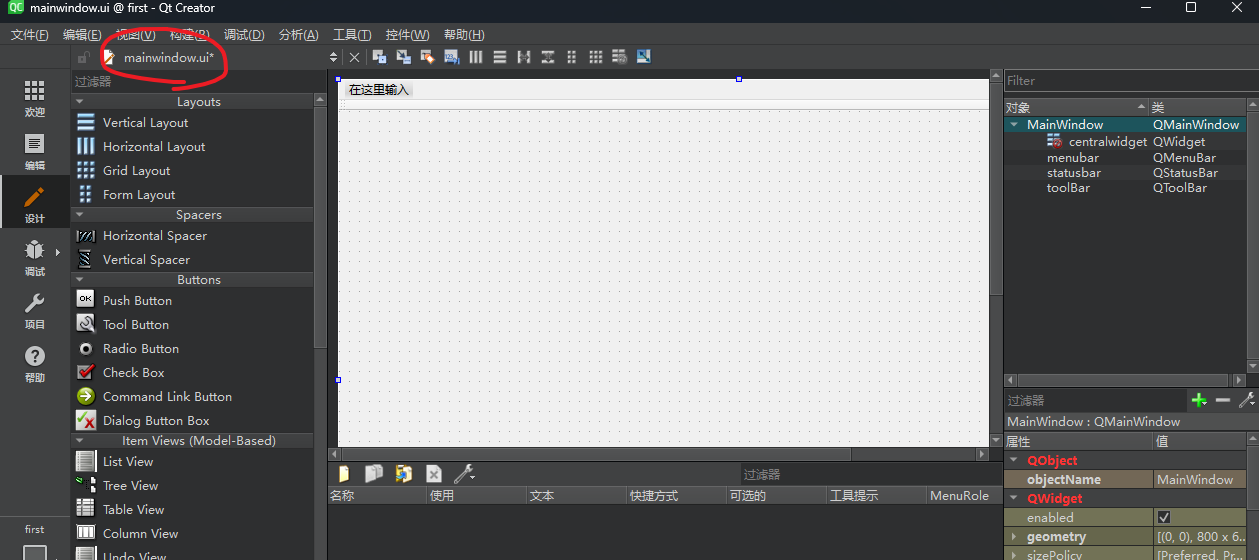 QC mainwindow.ui @ first - Qt Creator
文件(F) 编辑(E) 视图(V) 构建(B) 调试(D) 分析(A) 工具(T) 控件(W) 帮助(H)
mainwindow.ui*
欢迎
编辑
设计
调试
项目
帮助
first
过滤器
Layouts
Vertical Layout
Horizontal Layout
Grid Layout
Form Layout
Spacers
Horizontal Spacer
Vertical Spacer
Buttons
OK Push Button
Tool Button
Radio Button
Check Box
Command Link Button
Dialog Button Box
Item Views (Model-Based)
List View
Tree View
Table View
Column View
Undo View
在这里输入
过滤器
名称 使用 文本 快捷方式 可选的 工具提示 MenuRole
Filter
对象 类
MainWindow QMainWindow
centralwidget QWidget
menubar QMenuBar
statusbar QStatusBar
toolBar QToolBar
过滤器
MainWindow : QMainWindow
属性 值
QObject
objectName MainWindow
QWidget
enabled
geometry [(0, 0), 800 x 6...
sizePolicy [Preferred, Pr...